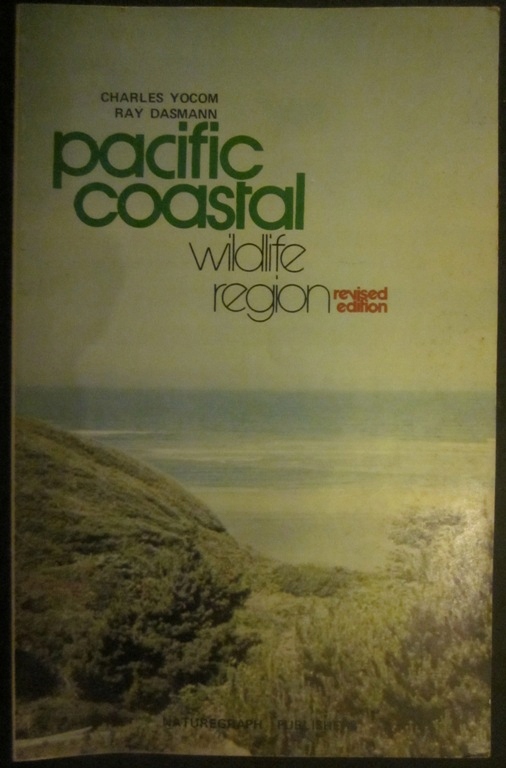 CHARLES YOCOM
RAY DASMANN
pacific
coastal
wildlife
region revised
edition
NATUREGRAPH PUBLISHERS